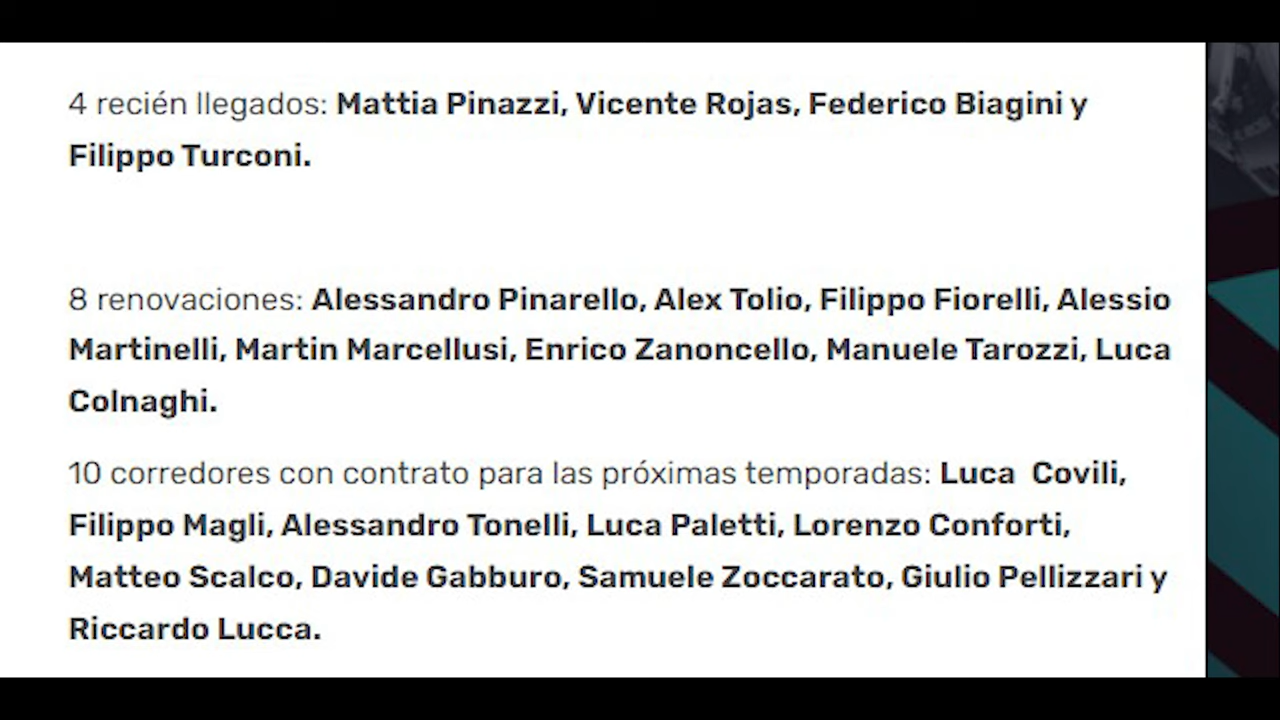 4 recién llegados: Mattia Pinazzi, Vicente Rojas, Federico Biagini y
Filippo Turconi.
8 renovaciones: Alessandro Pinarello, Alex Tolio, Filippo Fiorelli, Alessio
Martinelli, Martin Marcellusi, Enrico Zanoncello, Manuele Tarozzi, Luca
Colnaghi.
10 corredores con contrato para las próximas temporadas: Luca  Covili,
Filippo Magli, Alessandro Tonelli, Luca Paletti, Lorenzo Conforti,
Matteo Scalco, Davide Gabburo, Samuele Zoccarato, Giulio Pellizzari y
Riccardo Lucca.